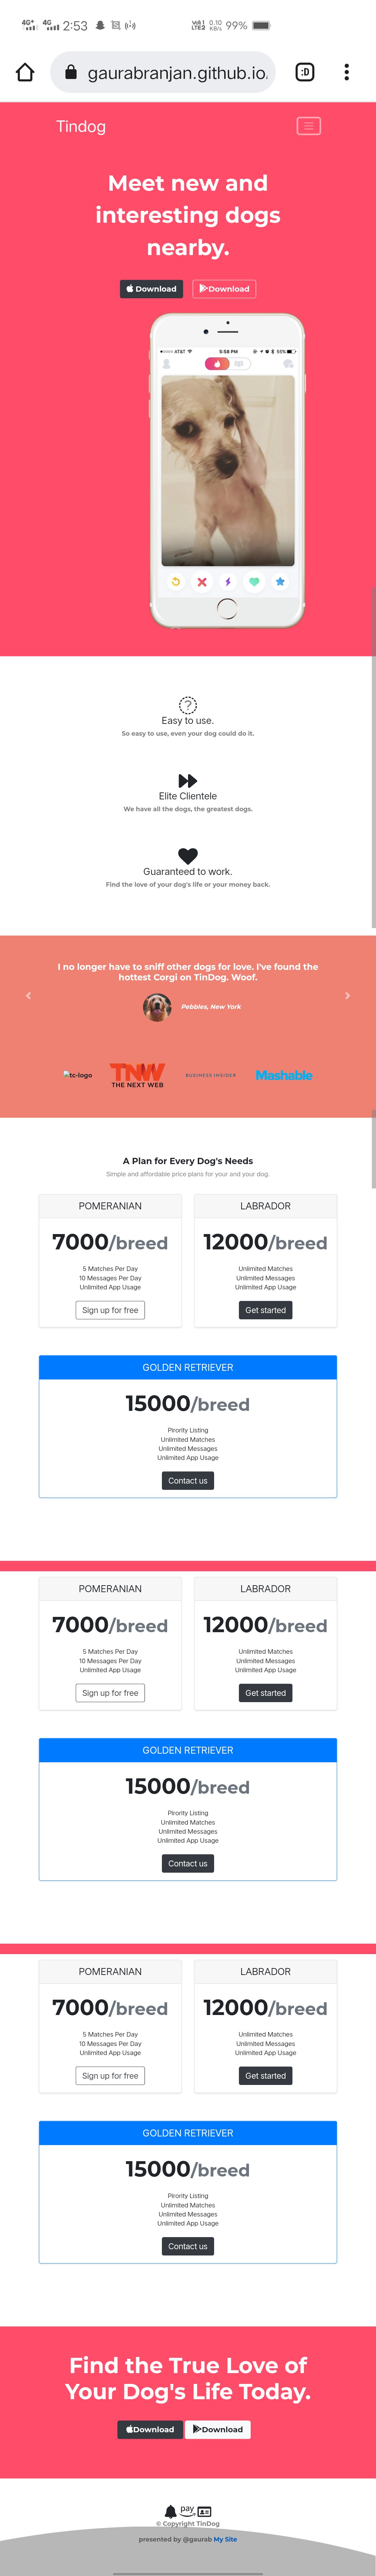 4G+ 4G 2:53 Vo) 1 LTE2 0.10 KB/s 99%
gaurabranjan.github.io :D
Tindog
Meet new and
interesting dogs
nearby.
Download Download
AT&T 5:58 PM 55%
Easy to use.
So easy to use, even your dog could do it.
Elite Clientele
We have all the dogs, the greatest dogs.
Guaranteed to work.
Find the love of your dog's life or your money back.
I no longer have to sniff other dogs for love. I've found the
hottest Corgi on TinDog. Woof.
Pebbles, New York
tc-logo TNW BUSINESS INSIDER Mashable
THE NEXT WEB
A Plan for Every Dog's Needs
Simple and affordable price plans for your and your dog.
POMERANIAN
7000/breed
5 Matches Per Day
10 Messages Per Day
Unlimited App Usage
Sign up for free
LABRADOR
12000/breed
Unlimited Matches
Unlimited Messages
Unlimited App Usage
Get started
GOLDEN RETRIEVER
15000/breed
Pirority Listing
Unlimited Matches
Unlimited Messages
Unlimited App Usage
Contact us
POMERANIAN
7000/breed
5 Matches Per Day
10 Messages Per Day
Unlimited App Usage
Sign up for free
LABRADOR
12000/breed
Unlimited Matches
Unlimited Messages
Unlimited App Usage
Get started
GOLDEN RETRIEVER
15000/breed
Pirority Listing
Unlimited Matches
Unlimited Messages
Unlimited App Usage
Contact us
POMERANIAN
7000/breed
5 Matches Per Day
10 Messages Per Day
Unlimited App Usage
Sign up for free
LABRADOR
12000/breed
Unlimited Matches
Unlimited Messages
Unlimited App Usage
Get started
GOLDEN RETRIEVER
15000/breed
Pirority Listing
Unlimited Matches
Unlimited Messages
Unlimited App Usage
Contact us
Find the True Love of
Your Dog's Life Today.
Download Download
pay
© Copyright TinDog
presented by @gaurab My Site